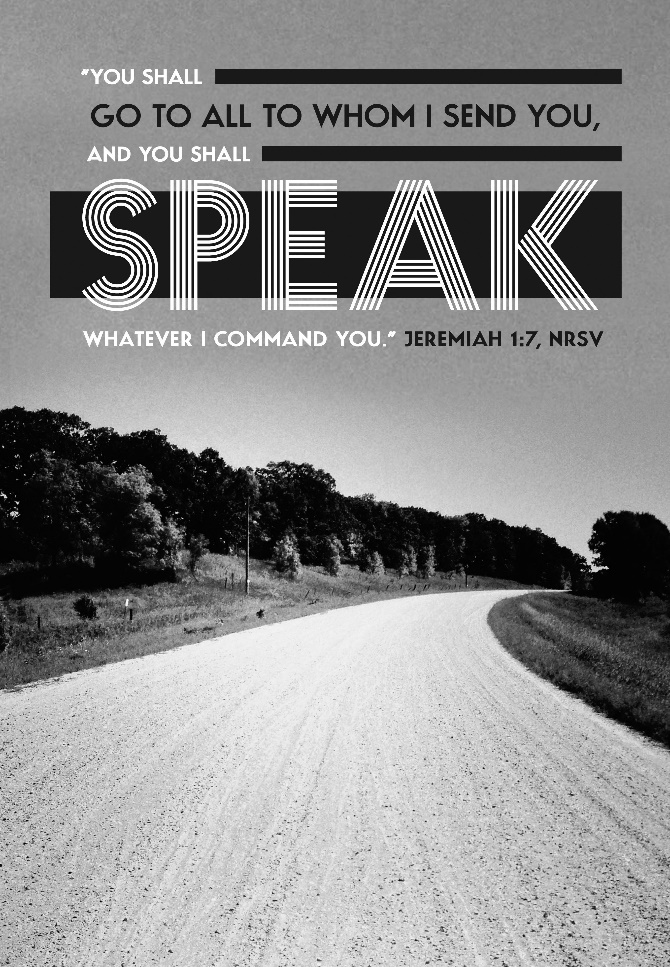 "YOU SHALL
GO TO ALL TO WHOM I SEND YOU,
AND YOU SHALL
SPEAK
WHATEVER I COMMAND YOU." JEREMIAH 1:7, NRSV